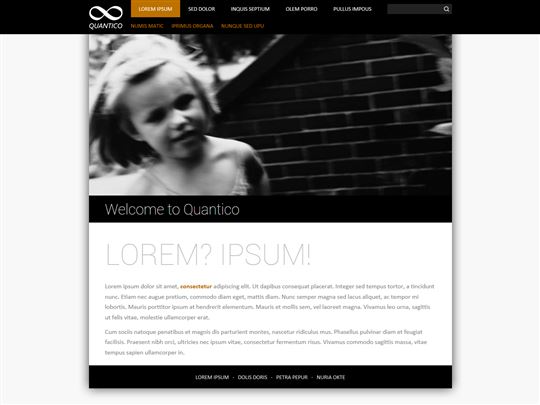 LOREM IPSUM SED DOLOR INQUIS SEPTIUM OLEM PORRO PULLUS IMPOUS
QUANTICO NUMIS MATIC IPRIMUS ORGANA NUNQUE SED UPU
Welcome to Quantico
LOREM? IPSUM!
Lorem ipsum dolor sit amet, consectetur adipiscing elit. Ut dapibus consequat placerat. Integer sed tempus tortor, a tincidunt
nunc. Etiam nec augue pretium, commodo diam eget, mattis diam. Nunc semper magna sed lacus aliquet, ac tempor mi
lobortis. Mauris porttitor ipsum at hendrerit elementum. Mauris et mollis sem, vel laoreet magna. Vivamus leo urna, sagittis
ut felis vitae, molestie ullamcorper erat.
Cum sociis natoque penatibus et magnis dis parturient montes, nascetur ridiculus mus. Phasellus pulvinar diam et feugiat
facilisis. Praesent nibh orci, ultricies nec ipsum vitae, consectetur fermentum risus. Vivamus commodo sagittis massa, vitae
tempus sapien ullamcorper in.
LOREM IPSUM - DOLIS DORIS - PETRA PEPUR - NURIA OKTE